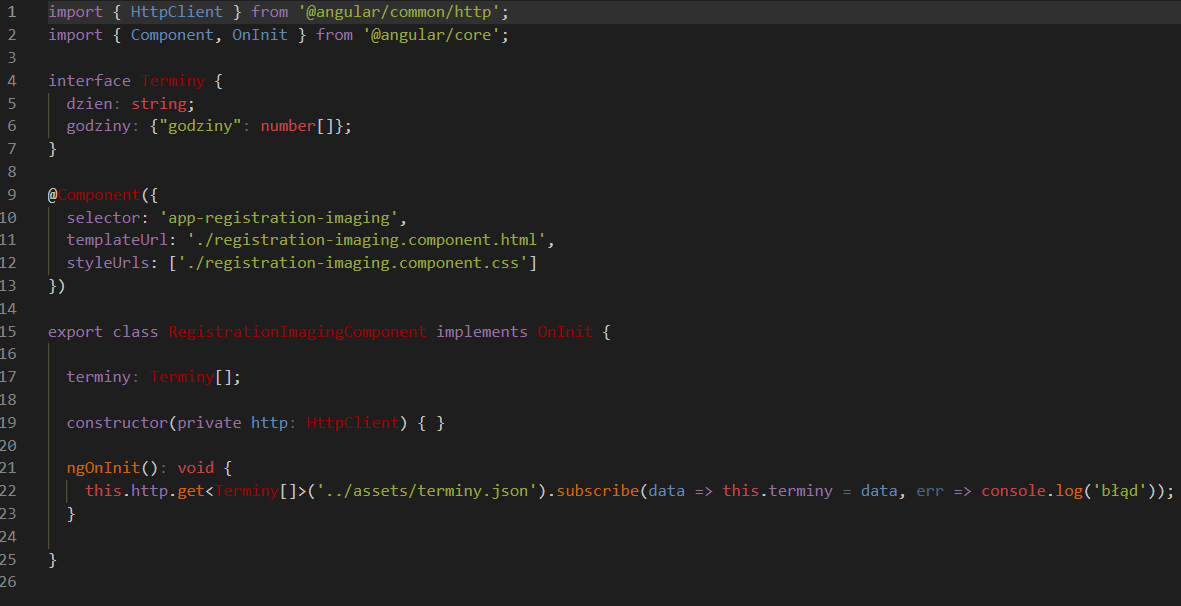 1 import { HttpClient } from '@angular/common/http';
2 import { Component, OnInit } from '@angular/core';
3
4 interface Terminy {
5   dzien: string;
6   godziny: {"godziny": number[]};
7 }
8
9 @Component({
10   selector: 'app-registration-imaging',
11   templateUrl: './registration-imaging.component.html',
12   styleUrls: ['./registration-imaging.component.css']
13 })
14
15 export class RegistrationImagingComponent implements OnInit {
16
17   terminy: Terminy[];
18
19   constructor(private http: HttpClient) { }
20
21   ngOnInit(): void {
22     this.http.get<Terminy[]>('../assets/terminy.json').subscribe(data => this.terminy = data, err => console.log('błąd'));
23   }
24
25 }
26